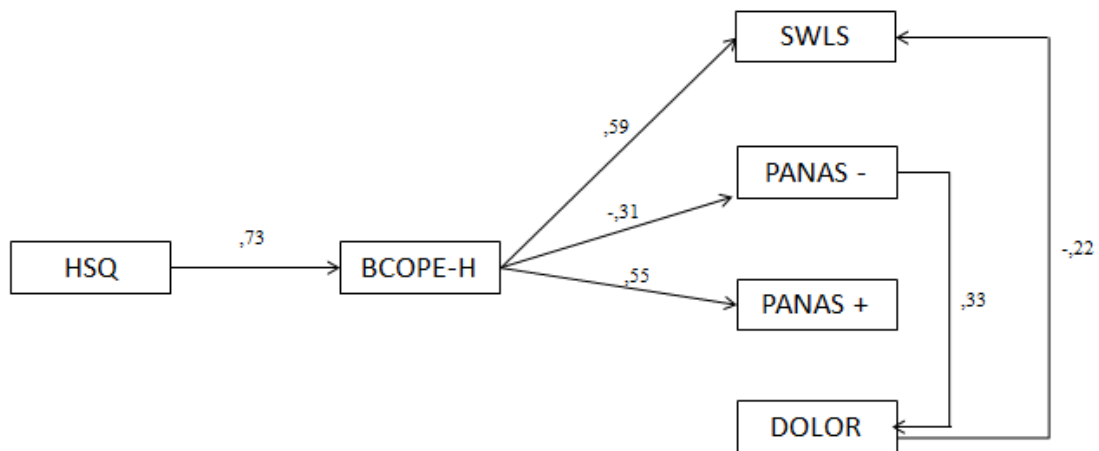 SWLS
,59
PANAS -
-,31
,73
-,22
HSQ
BCOPE-H
,55
PANAS +
,33
DOLOR